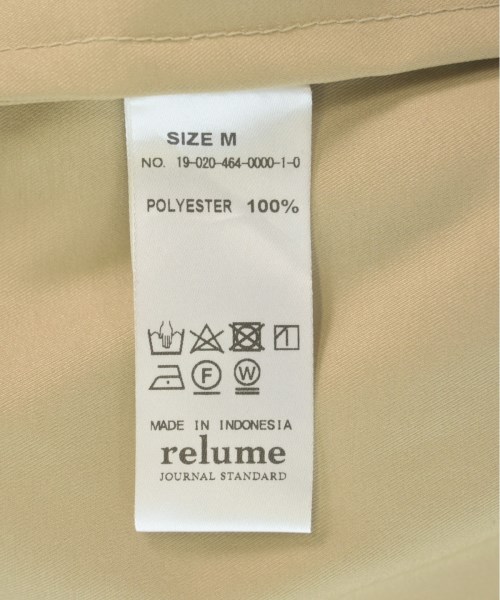 SIZE M
NO. 19-020-464-0000-1-0
POLYESTER 100%
F W
MADE IN INDONESIA
relume
JOURNAL STANDARD